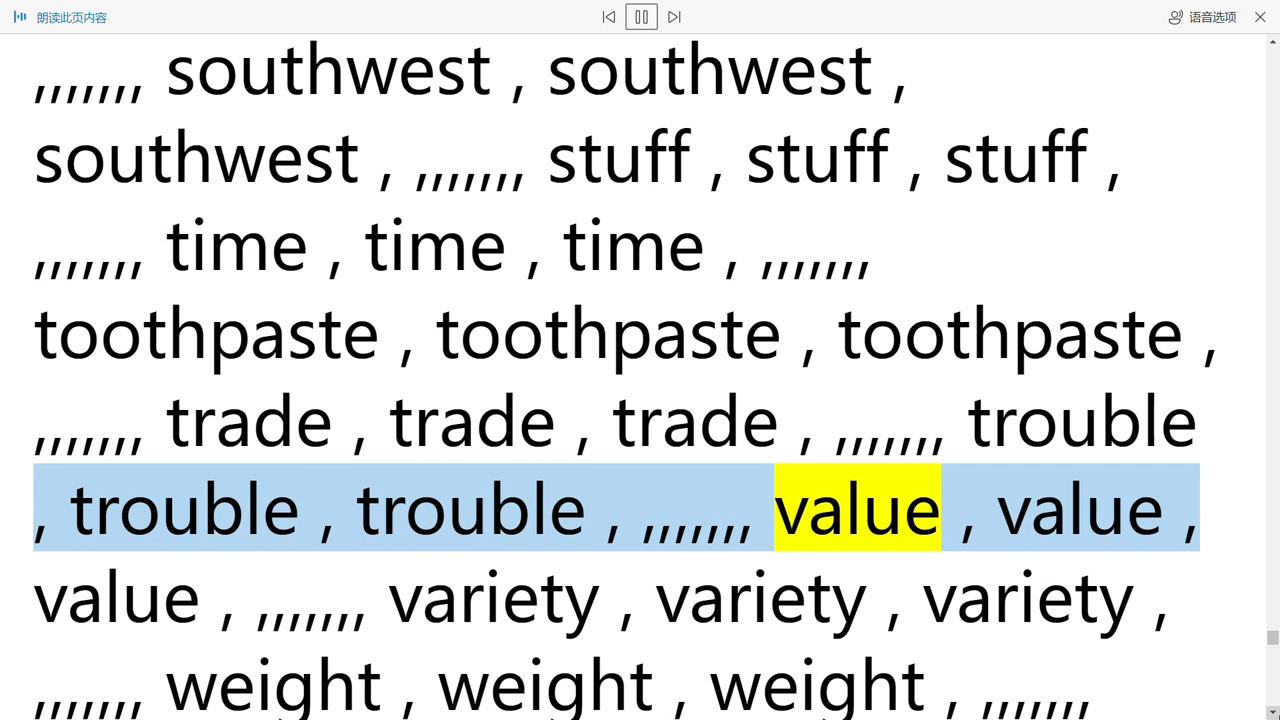 朗读此页内容
语音选项
,,,,,,, southwest , southwest ,
southwest , ,,,,,,, stuff , stuff , stuff ,
,,,,,,, time , time , time , ,,,,,,,
toothpaste , toothpaste , toothpaste ,
,,,,,,, trade , trade , trade , ,,,,,,, trouble
, trouble , trouble , ,,,,,,, value , value ,
value , ,,,,,,, variety , variety , variety ,
,,,,,,, weight , weight , weight , ,,,,,,,